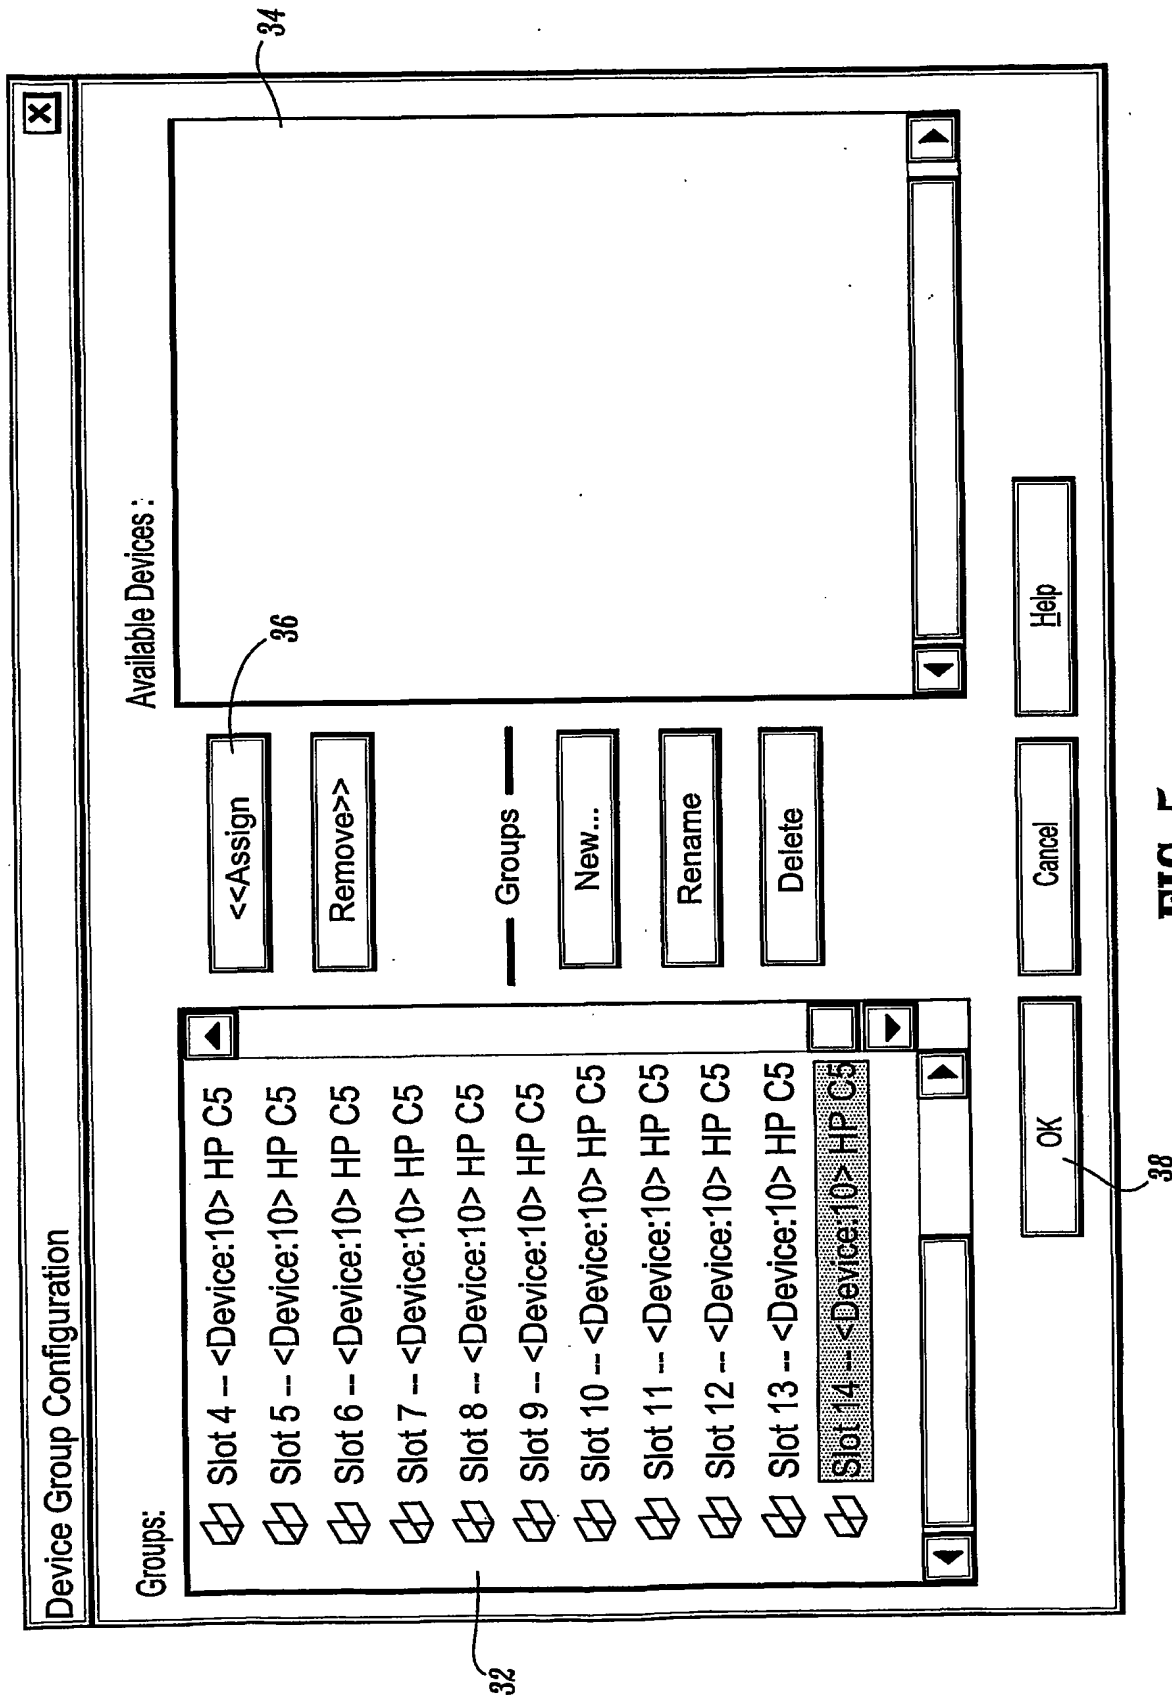 Device Group Configuration
X
34
Groups:
Available Devices :
Slot 4 -- <Device:10> HP C5
Slot 5 -- <Device:10> HP C5
Slot 6 -- <Device:10> HP C5
Slot 7 -- <Device:10> HP C5
Slot 8 -- <Device:10> HP C5
Slot 9 -- <Device:10> HP C5
Slot 10 -- <Device:10> HP C5
Slot 11 -- <Device:10> HP C5
Slot 12 -- <Device:10> HP C5
Slot 13 -- <Device:10> HP C5
Slot 14 -- <Device:10> HP C5
32
<<Assign
36
Remove>>
Groups
New...
Rename
Delete
OK
Cancel
Help
38